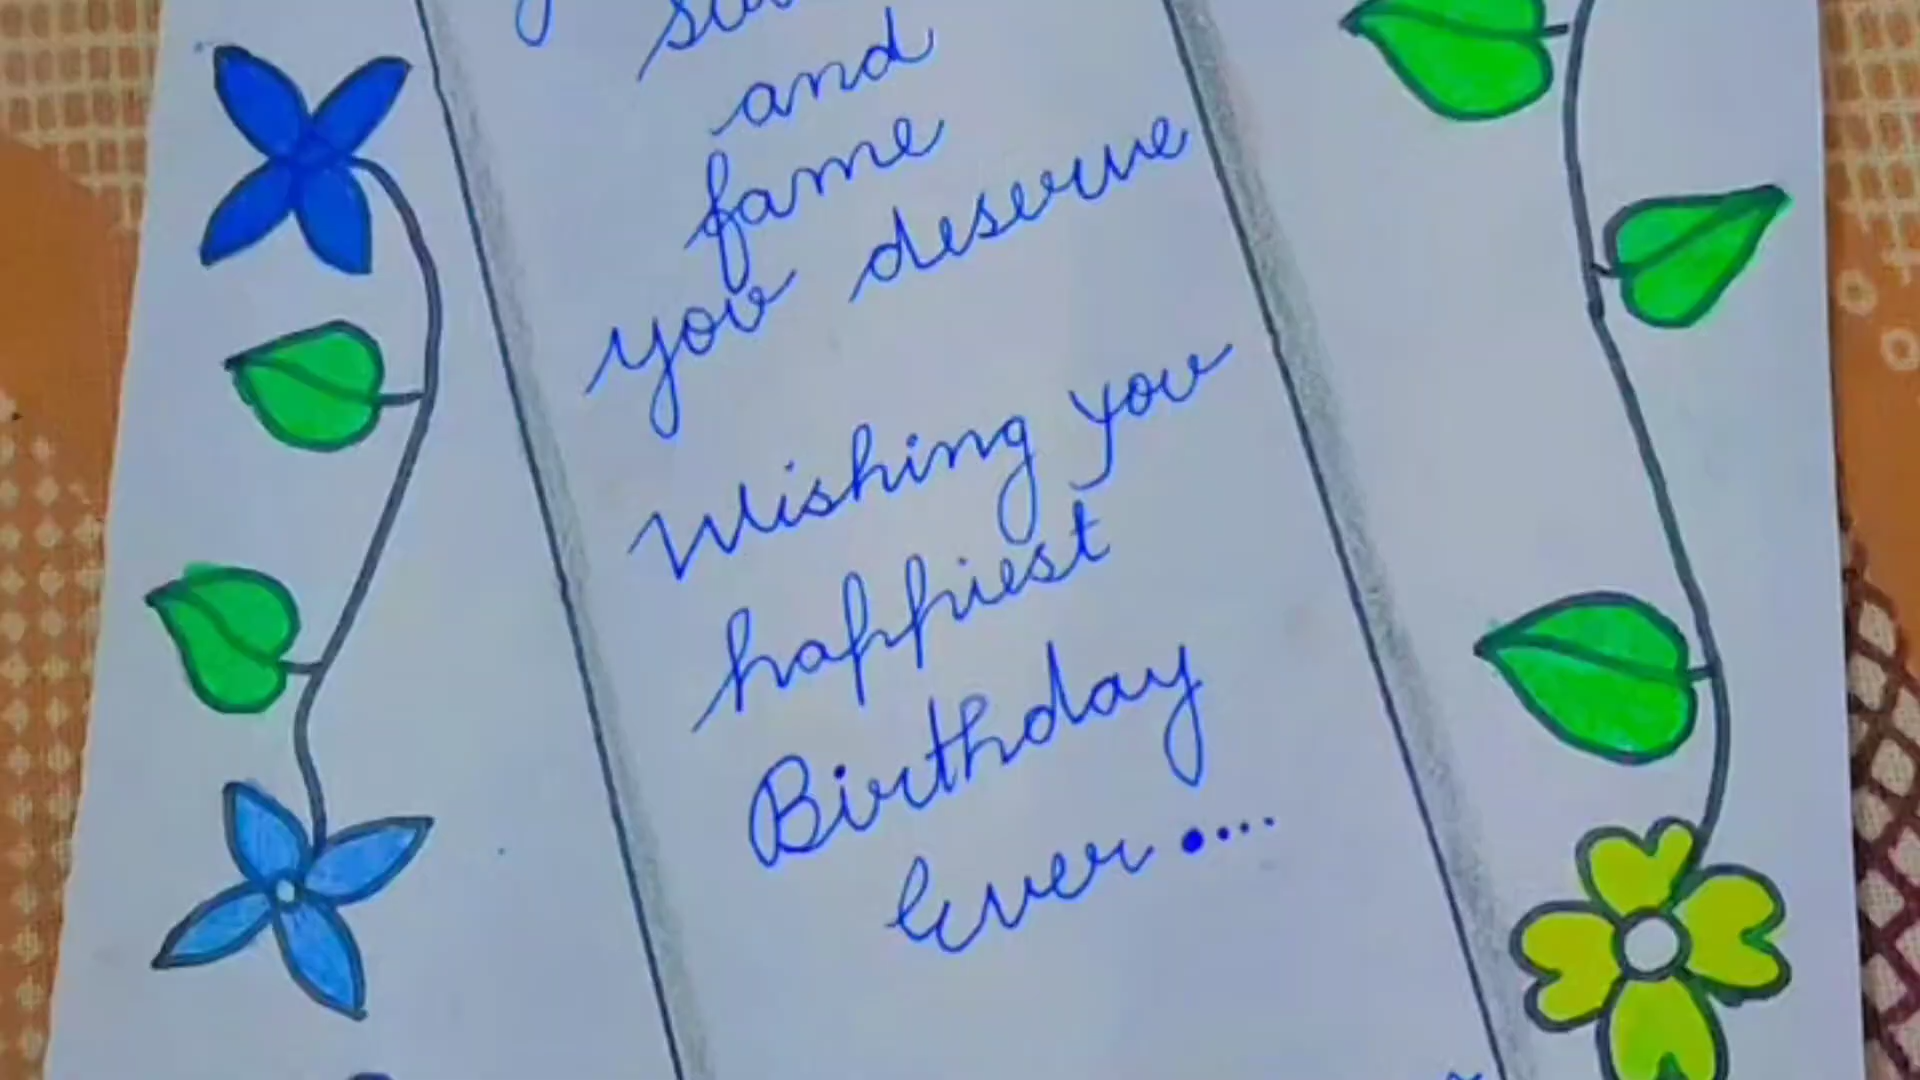 and
fame
you deserve
Wishing you
happiest
Birthday
Ever....